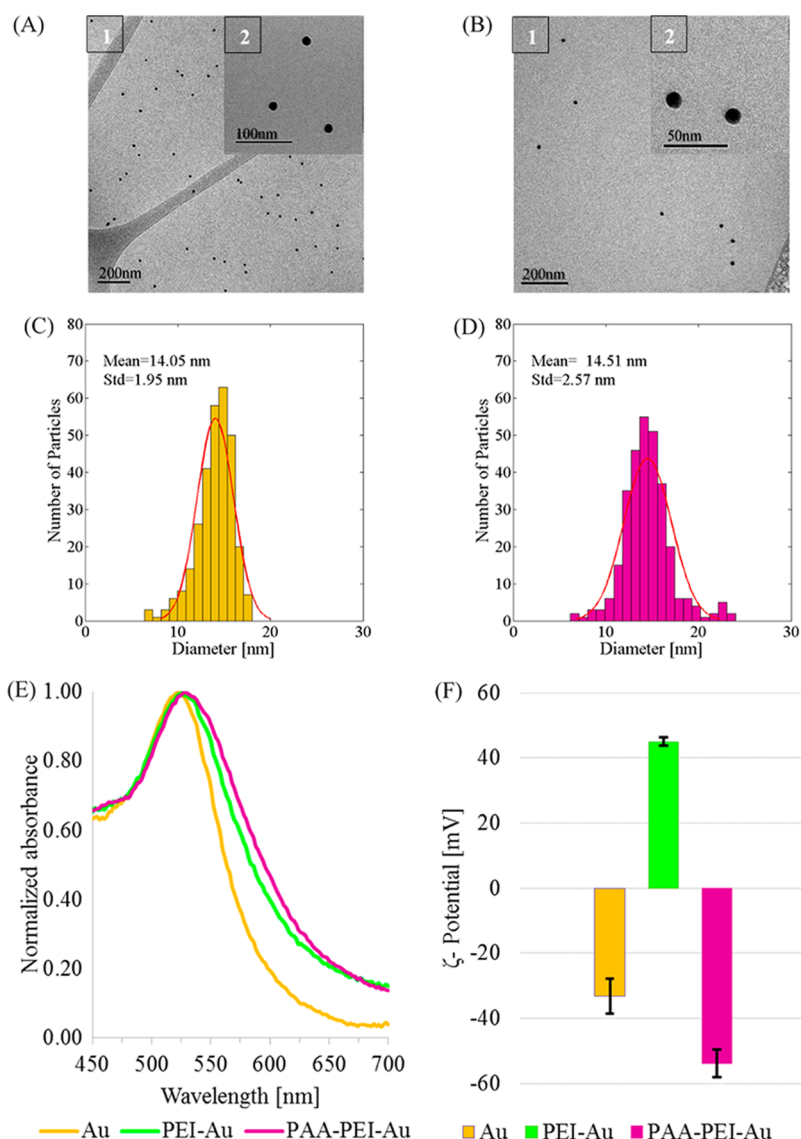 (A)
1
2
100nm
200nm
(B)
1
2
50nm
200nm
(C)
80
70
60
50
40
30
20
10
0
Mean=14.05 nm
Std=1.95 nm
Number of Particles
0 10 20 30
Diameter [nm]
(D)
80
70
60
50
40
30
20
10
0
Mean= 14.51 nm
Std=2.57 nm
Number of Particles
0 10 20 30
Diameter [nm]
(E)
1.00
0.80
0.60
0.40
0.20
0.00
Normalized absorbance
450 500 550 600 650 700
Wavelength [nm]
Au PEI-Au PAA-PEI-Au
(F)
60
40
20
0
-20
-40
-60
ζ- Potential [mV]
Au PEI-Au PAA-PEI-Au